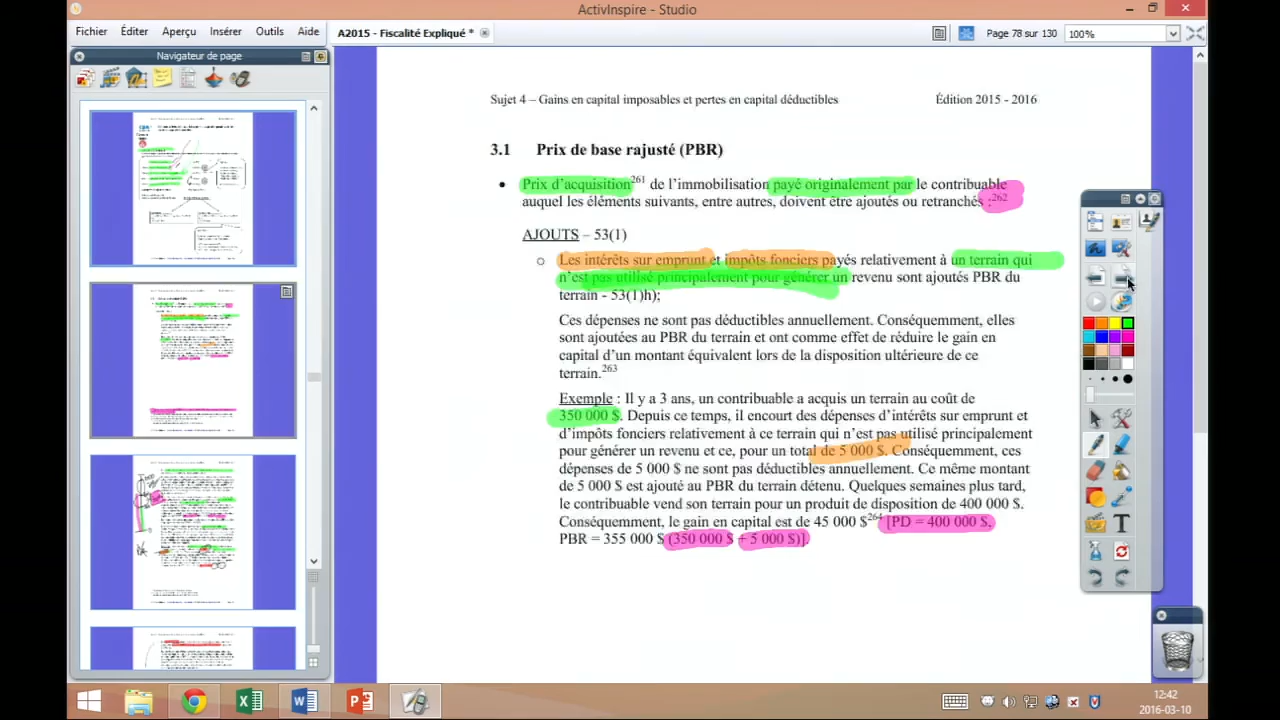 ActivInspire - Studio
Fichier Éditer Aperçu Insérer Outils Aide
A2015 - Fiscalité Expliqué *
Page 78 sur 130
100%
Navigateur de page
Sujet 4 – Gains en capital imposables et pertes en capital déductibles
Édition 2015 - 2016
3.1 Prix de base rajusté (PBR)
• Prix d'acquisition de l'immobilisation payé originalement par le contribuable
auquel les éléments suivants, entre autres, doivent être ajoutés ou retranchés :262
AJOUTS – 53(1)
o Les intérêts sur emprunt et impôts fonciers payés relativement à un terrain qui
n'est pas utilisé principalement pour générer un revenu sont ajoutés PBR du
terrain -
Ces ne sont pas déductibles annuellement. Conséquemment, elles
sont ajoutées PBR du terrain et ont comme effet de réduire le gain en
capital d'un montant équivalent lors de la disposition future de ce
terrain.263
Exemple : Il y a 3 ans, un contribuable a acquis un terrain au coût de
350 000 $. Depuis ce temps, il encourt des dépenses d'intérêts sur emprunt et
d'impôts fonciers relativement à ce terrain qui n'est pas utilisé principalement
pour générer un revenu et ce, pour un total de 5 000 $. Conséquemment, ces
dépenses de 5 000 $ ne sont pas déductibles annuellement. Ce même montant
de 5 000 $ est ajouté au PBR du terrain détenu. Quelques semaines plus tard,
le contribuable vend son terrain pour un produit de disposition de 400 000 $.
Conséquemment, le gain en capital est de 45 000 $264 [PD = 400 000 $
PBR = 355 000 $ (350 000 $ + 5 000 $)].
12:42
2016-03-10